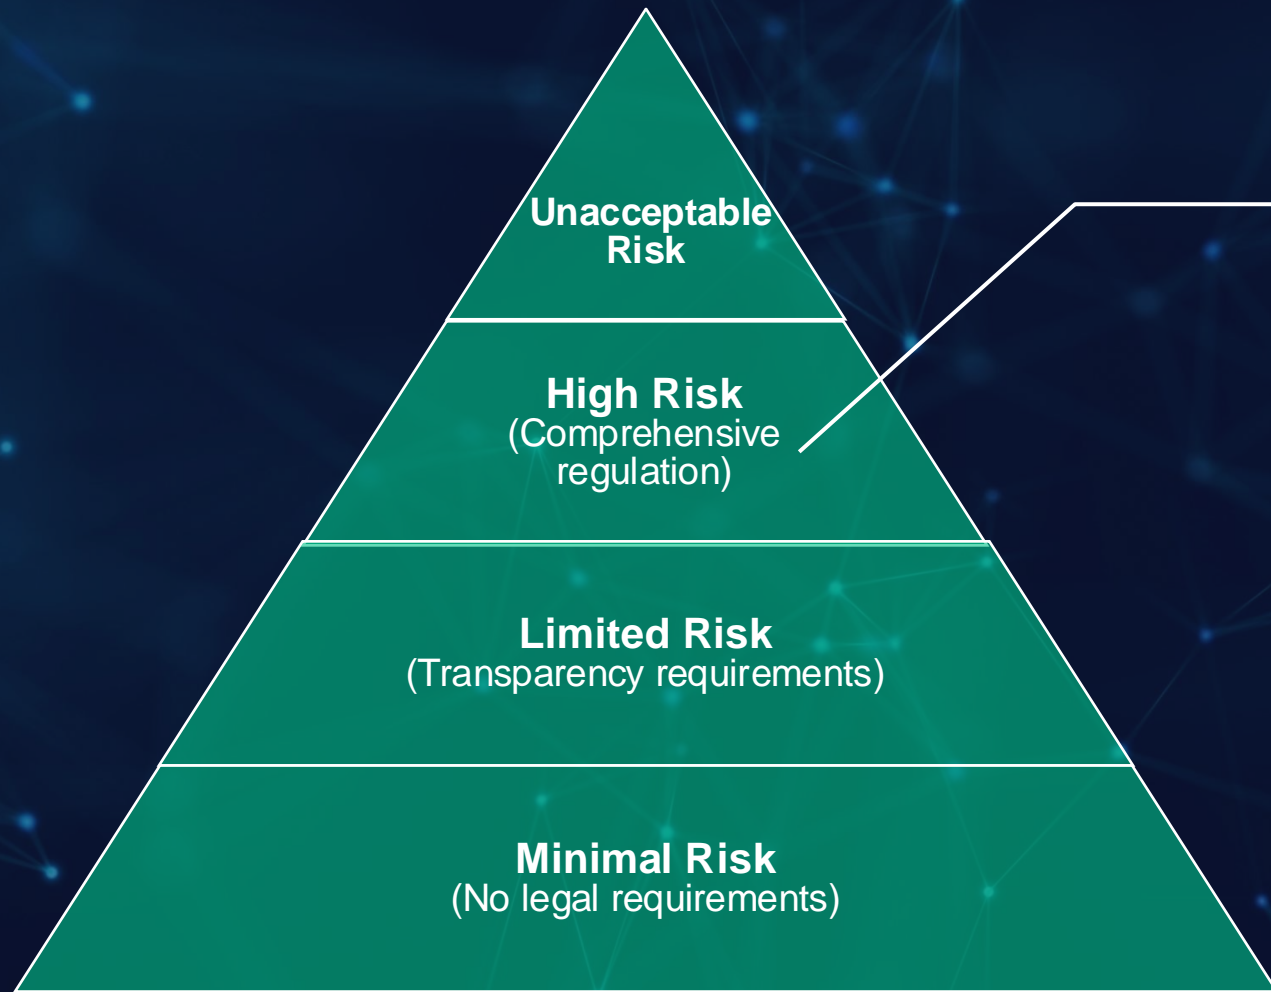 Unacceptable
Risk
High Risk
(Comprehensive
regulation)
Limited Risk
(Transparency requirements)
Minimal Risk
(No legal requirements)